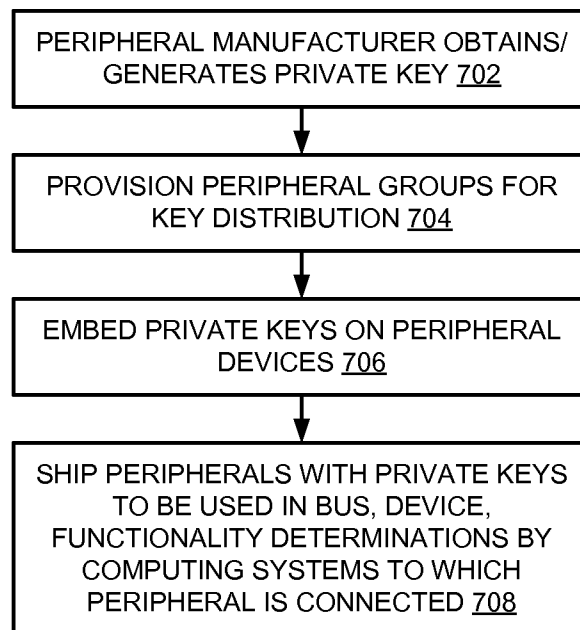 PERIPHERAL MANUFACTURER OBTAINS/
GENERATES PRIVATE KEY 702
PROVISION PERIPHERAL GROUPS FOR
KEY DISTRIBUTION 704
EMBED PRIVATE KEYS ON PERIPHERAL
DEVICES 706
SHIP PERIPHERALS WITH PRIVATE KEYS
TO BE USED IN BUS, DEVICE,
FUNCTIONALITY DETERMINATIONS BY
COMPUTING SYSTEMS TO WHICH
PERIPHERAL IS CONNECTED 708